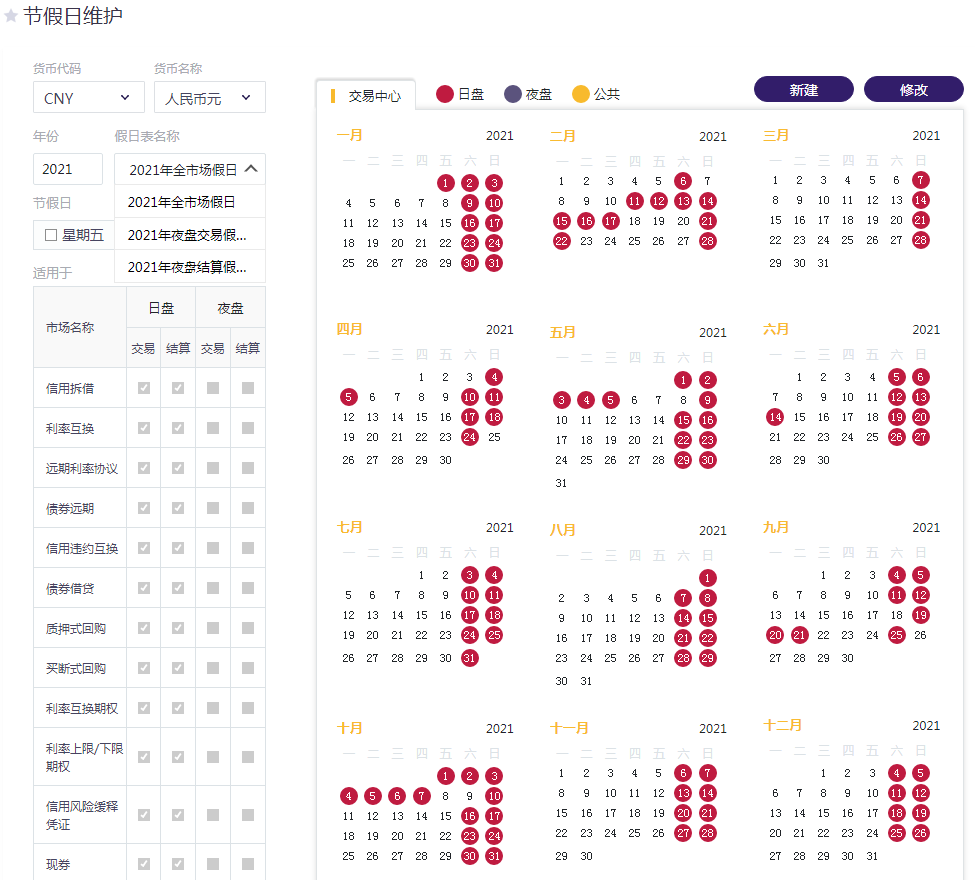 节假日维护
货币代码 货币名称
CNY 人民币元
年份 假日表名称
2021 2021年全市场假日
2021年全市场假日
节假日
星期五 2021年夜盘交易假...
2021年夜盘结算假...
适用于
市场名称 日盘 夜盘
交易 结算 交易 结算
信用拆借
利率互换
远期利率协议
债券远期
信用违约互换
债券借贷
质押式回购
买断式回购
利率互换期权
利率上限/下限
期权
信用风险缓释
凭证
现券
交易中心 日盘 夜盘 公共 新建 修改
一月 2021
一 二 三 四 五 六 日
1 2 3
4 5 6 7 8 9 10
11 12 13 14 15 16 17
18 19 20 21 22 23 24
25 26 27 28 29 30 31
二月 2021
一 二 三 四 五 六 日
1 2 3 4 5 6 7
8 9 10 11 12 13 14
15 16 17 18 19 20 21
22 23 24 25 26 27 28
三月 2021
一 二 三 四 五 六 日
1 2 3 4 5 6 7
8 9 10 11 12 13 14
15 16 17 18 19 20 21
22 23 24 25 26 27 28
29 30 31
四月 2021
一 二 三 四 五 六 日
1 2 3 4
5 6 7 8 9 10 11
12 13 14 15 16 17 18
19 20 21 22 23 24 25
26 27 28 29 30
五月 2021
一 二 三 四 五 六 日
1 2
3 4 5 6 7 8 9
10 11 12 13 14 15 16
17 18 19 20 21 22 23
24 25 26 27 28 29 30
31
六月 2021
一 二 三 四 五 六 日
1 2 3 4 5 6
7 8 9 10 11 12 13
14 15 16 17 18 19 20
21 22 23 24 25 26 27
28 29 30
七月 2021
一 二 三 四 五 六 日
1 2 3 4
5 6 7 8 9 10 11
12 13 14 15 16 17 18
19 20 21 22 23 24 25
26 27 28 29 30 31
八月 2021
一 二 三 四 五 六 日
1
2 3 4 5 6 7 8
9 10 11 12 13 14 15
16 17 18 19 20 21 22
23 24 25 26 27 28 29
30 31
九月 2021
一 二 三 四 五 六 日
1 2 3 4 5
6 7 8 9 10 11 12
13 14 15 16 17 18 19
20 21 22 23 24 25 26
27 28 29 30
十月 2021
一 二 三 四 五 六 日
1 2 3
4 5 6 7 8 9 10
11 12 13 14 15 16 17
18 19 20 21 22 23 24
25 26 27 28 29 30 31
十一月 2021
一 二 三 四 五 六 日
1 2 3 4 5 6 7
8 9 10 11 12 13 14
15 16 17 18 19 20 21
22 23 24 25 26 27 28
29 30
十二月 2021
一 二 三 四 五 六 日
1 2 3 4 5
6 7 8 9 10 11 12
13 14 15 16 17 18 19
20 21 22 23 24 25 26
27 28 29 30 31